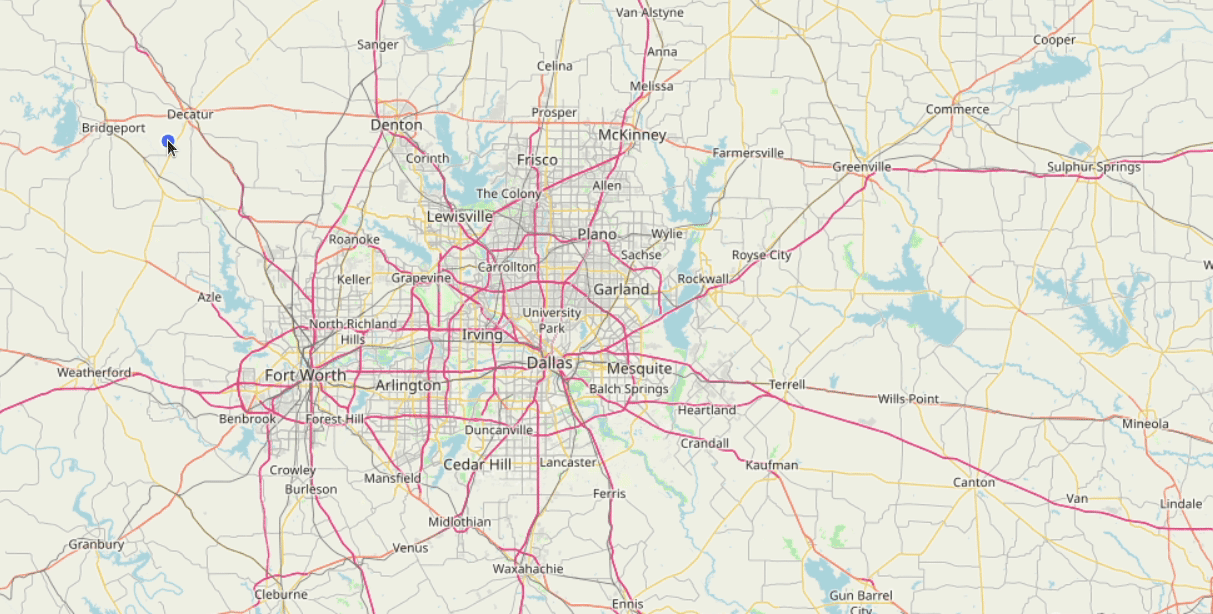 Van Alstyne
Sanger
Cooper
Anna
Celina
Melissa
Commerce
Decatur
Prosper
Bridgeport
Denton
McKinney
Farmersville
Corinth
Frisco
Greenville
Sulphur Springs
Allen
The Colony
Lewisville
Plano
Wylie
Roanoke
Sachse
Royse City
Carrollton
Keller
Grapevine
Rockwall
Garland
Azle
University
Park
North Richland
Hills
Irving
Dallas
Mesquite
Weatherford
Fort Worth
Arlington
Balch Springs
Terrell
Wills Point
Heartland
Benbrook
Forest Hill
Mineola
Duncanville
Crandall
Cedar Hill
Lancaster
Kaufman
Crowley
Mansfield
Canton
Burleson
Ferris
Van
Lindale
Midlothian
Granbury
Venus
Waxahachie
Cleburne
Gun Barrel
City
Ennis